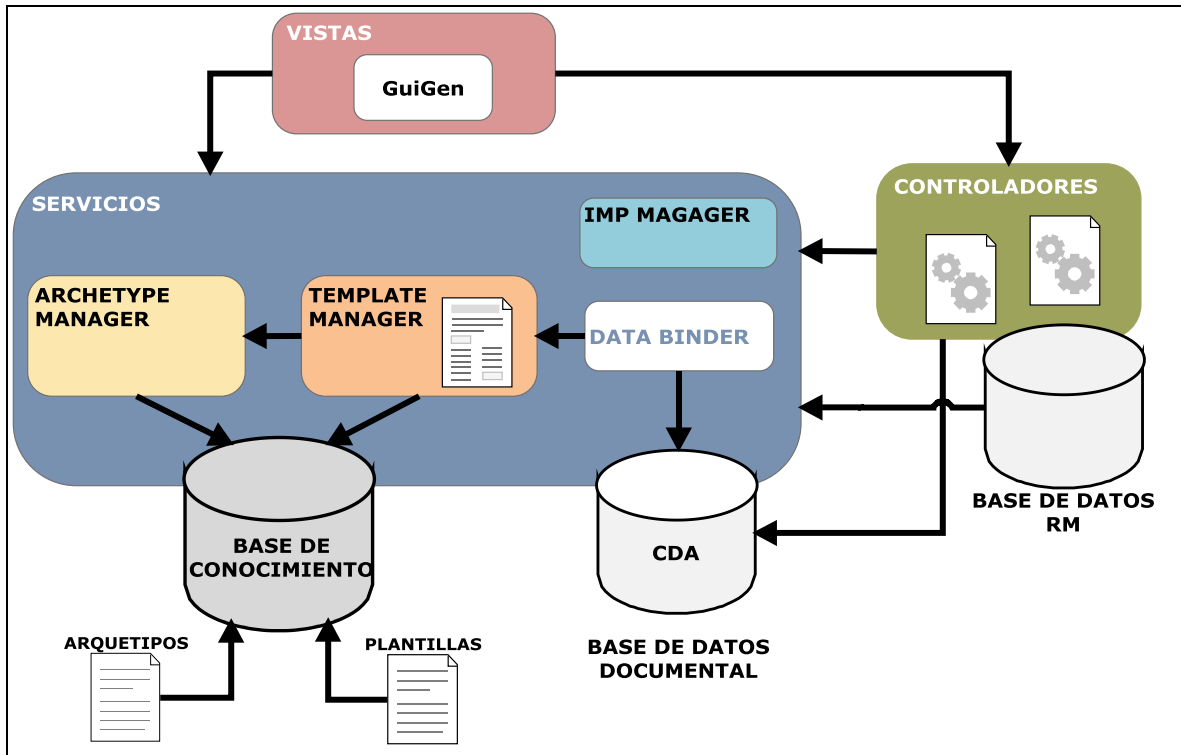 VISTAS
GuiGen
SERVICIOS
IMP MAGAGER
CONTROLADORES
ARCHETYPE
MANAGER
TEMPLATE
MANAGER
DATA BINDER
BASE DE
CONOCIMIENTO
CDA
BASE DE DATOS
RM
ARQUETIPOS
PLANTILLAS
BASE DE DATOS
DOCUMENTAL